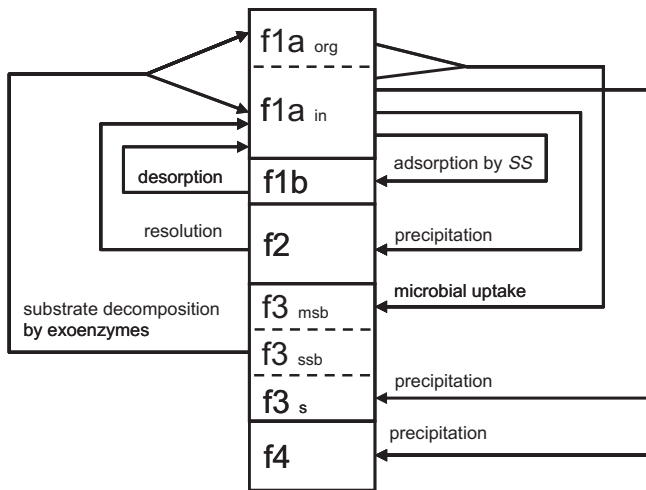 f1a org
f1a in
adsorption by SS
desorption
f1b
resolution
f2
precipitation
microbial uptake
substrate decomposition
by exoenzymes
f3 msb
f3 ssb
precipitation
f3 s
precipitation
f4